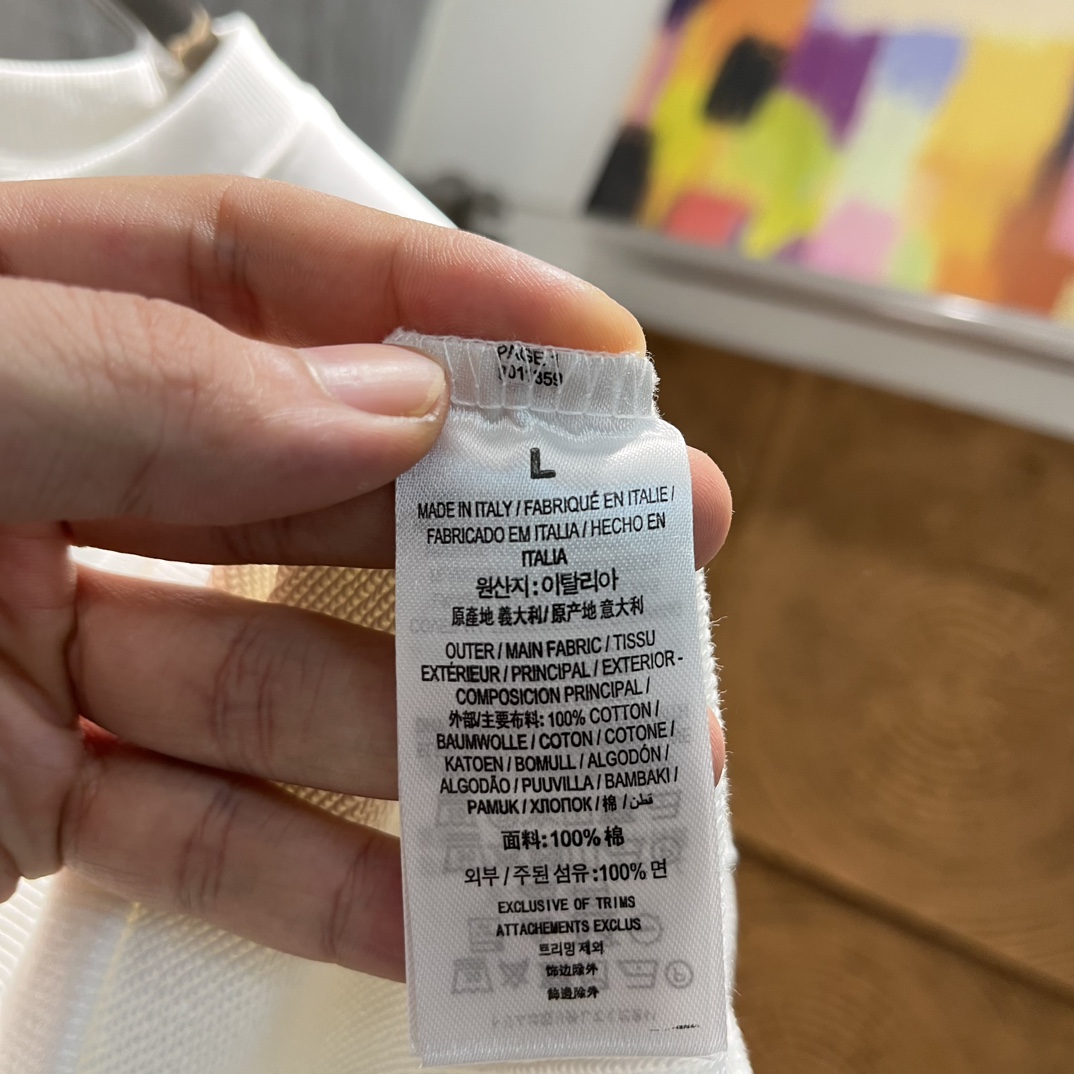 PAGE 1
L
MADE IN ITALY / FABRIQUÉ EN ITALIE /
FABRICADO EM ITALIA / HECHO EN
ITALIA
원산지 : 이탈리아
原產地 義大利/ 原产地 意大利
OUTER / MAIN FABRIC / TISSU
EXTÉRIEUR / PRINCIPAL / EXTERIOR -
COMPOSICION PRINCIPAL /
外部/主要布料: 100% COTTON /
BAUMWOLLE / COTON / COTONE /
KATOEN / BOMULL / ALGODÓN /
ALGODÃO / PUUVILLA / BAMBAKI /
PAMUK / ХЛОПОК / 棉 / قطن
面料: 100% 棉
외부 / 주된 섬유 :100% 면
EXCLUSIVE OF TRIMS
ATTACHEMENTS EXCLUS
트리밍 제외
饰边除外
飾邊除外